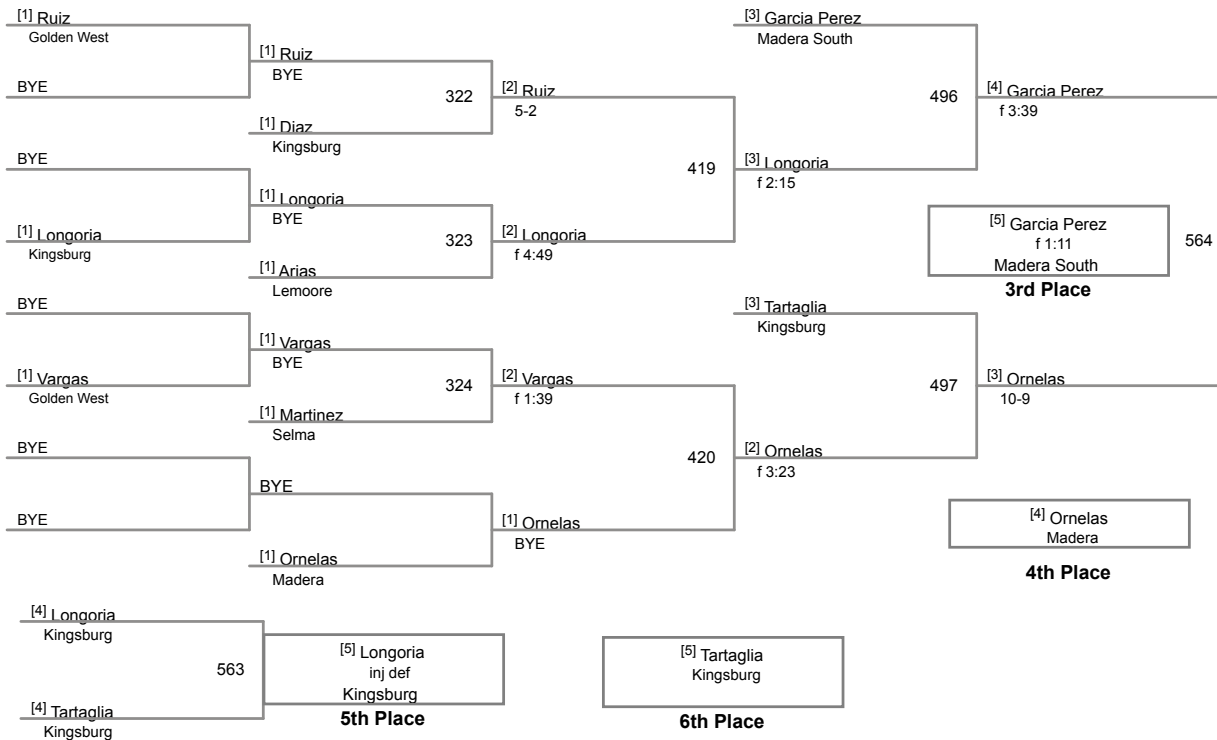 [1] Ruiz
Golden West
BYE
BYE
[1] Longoria
Kingsburg
BYE
[1] Vargas
Golden West
BYE
BYE
[1] Ruiz
BYE
[1] Diaz
Kingsburg
[1] Longoria
BYE
[1] Arias
Lemoore
[1] Vargas
BYE
[1] Martinez
Selma
BYE
[1] Ornelas
Madera
322
323
324
[2] Ruiz
5-2
[2] Longoria
f 4:49
[2] Vargas
f 1:39
[1] Ornelas
BYE
419
420
[3] Garcia Perez
Madera South
[3] Longoria
f 2:15
[3] Tartaglia
Kingsburg
[2] Ornelas
f 3:23
496
497
[4] Garcia Perez
f 3:39
[3] Ornelas
10-9
[5] Garcia Perez
f 1:11
Madera South
564
3rd Place
[4] Ornelas
Madera
4th Place
[4] Longoria
Kingsburg
[4] Tartaglia
Kingsburg
563
[5] Longoria
inj def
Kingsburg
5th Place
[5] Tartaglia
Kingsburg
6th Place